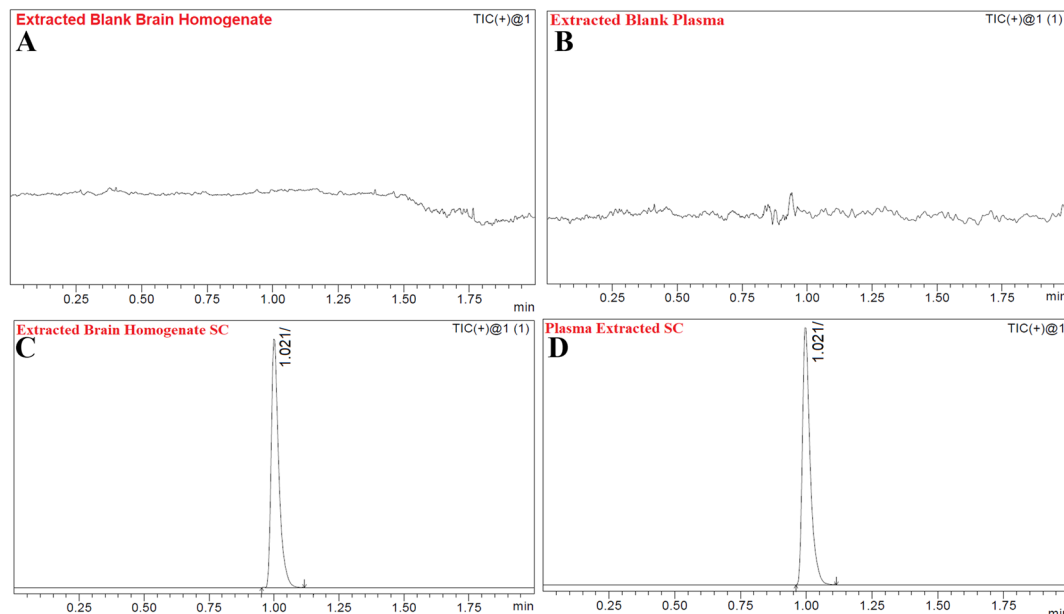 Extracted Blank Brain Homogenate
TIC(+)@1
A
0.25 0.50 0.75 1.00 1.25 1.50 1.75
min
Extracted Blank Plasma
TIC(+)@1 (1)
B
0.25 0.50 0.75 1.00 1.25 1.50 1.75
min
Extracted Brain Homogenate SC
TIC(+)@1 (1)
C
1.021/
0.25 0.50 0.75 1.00 1.25 1.50 1.75
min
Plasma Extracted SC
TIC(+)@1
D
1.021/
0.25 0.50 0.75 1.00 1.25 1.50 1.75
min